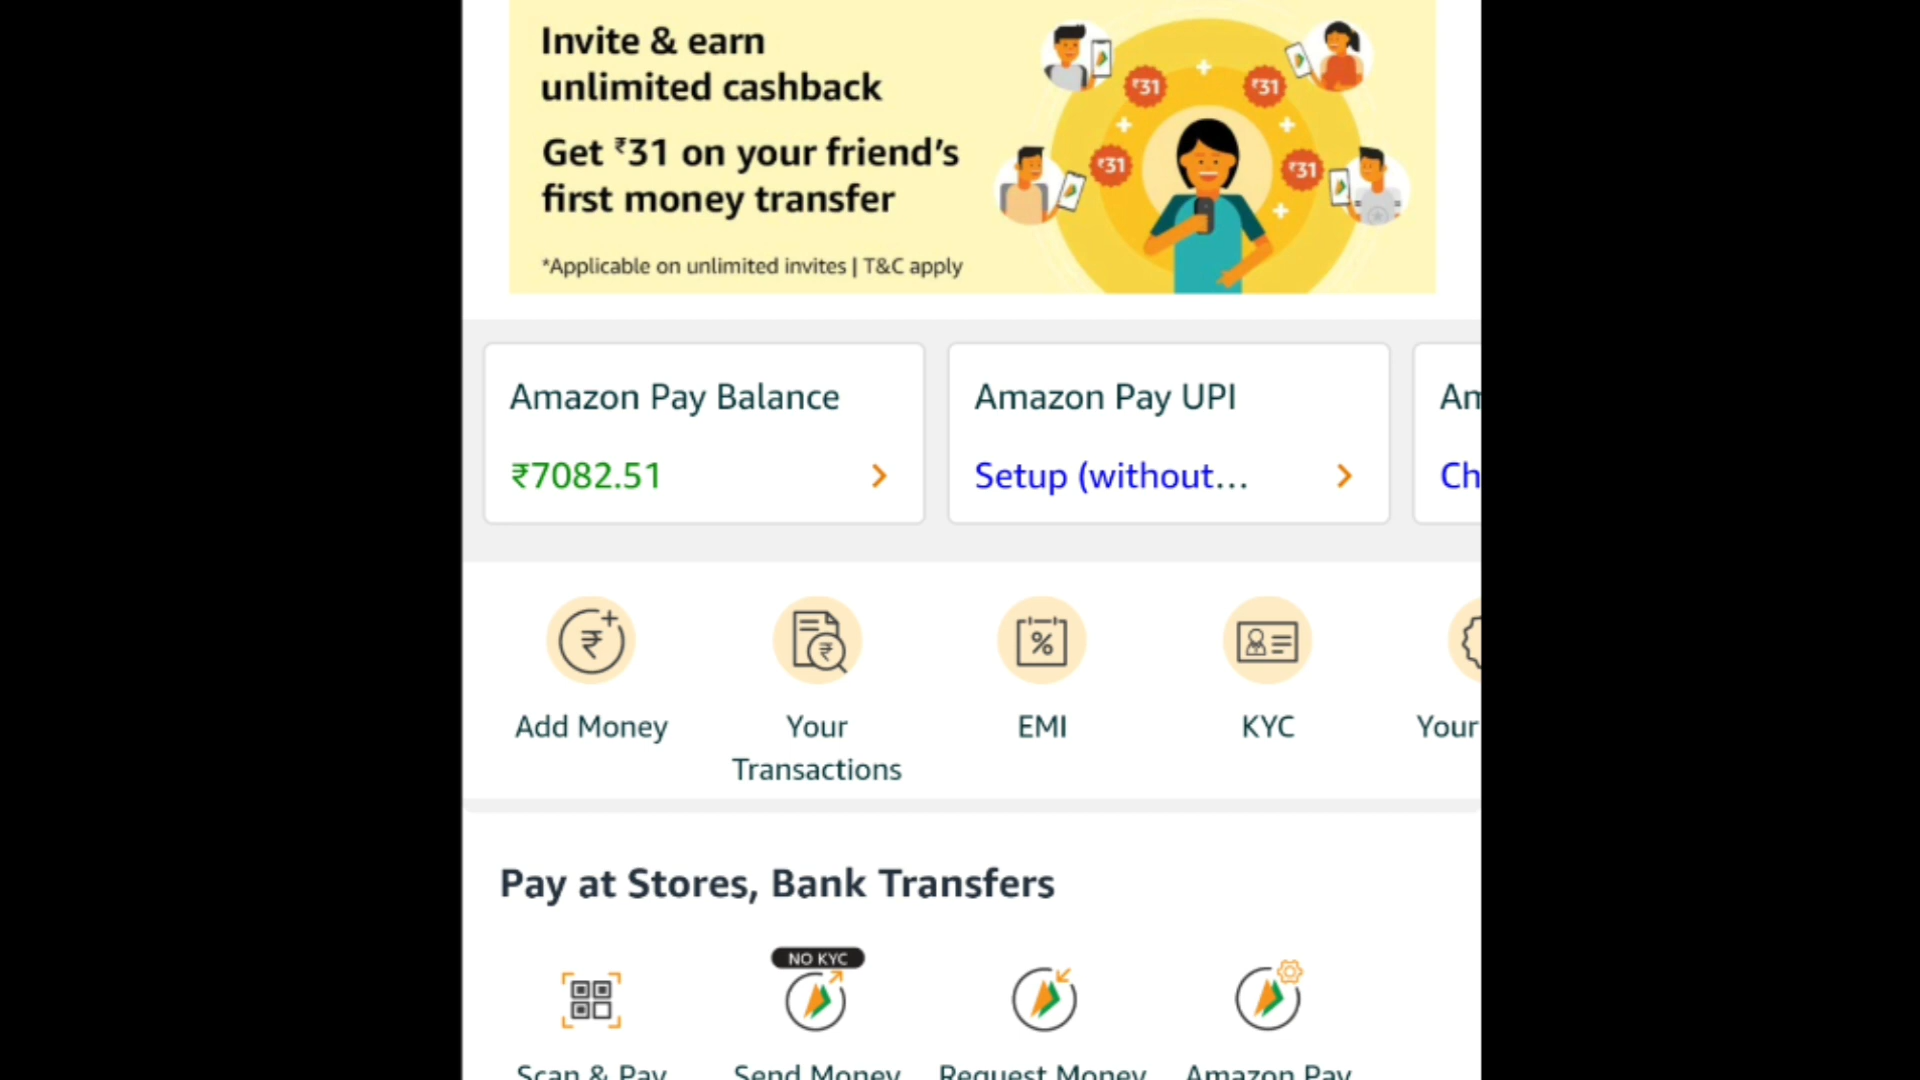 Invite & earn
unlimited cashback
Get ₹31 on your friend's
first money transfer
*Applicable on unlimited invites | T&C apply
₹31 ₹31
₹31 ₹31
Amazon Pay Balance
₹7082.51
Amazon Pay UPI
Setup (without...
Am
Ch
Add Money
Your
Transactions
EMI
KYC
Your
Pay at Stores, Bank Transfers
NO KYC
Scan & Pay
Send Money
Request Money
Amazon Pay